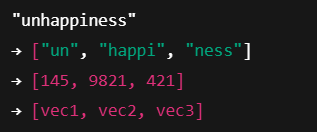 "unhappiness"
→ ["un", "happi", "ness"]
→ [145, 9821, 421]
→ [vec1, vec2, vec3]